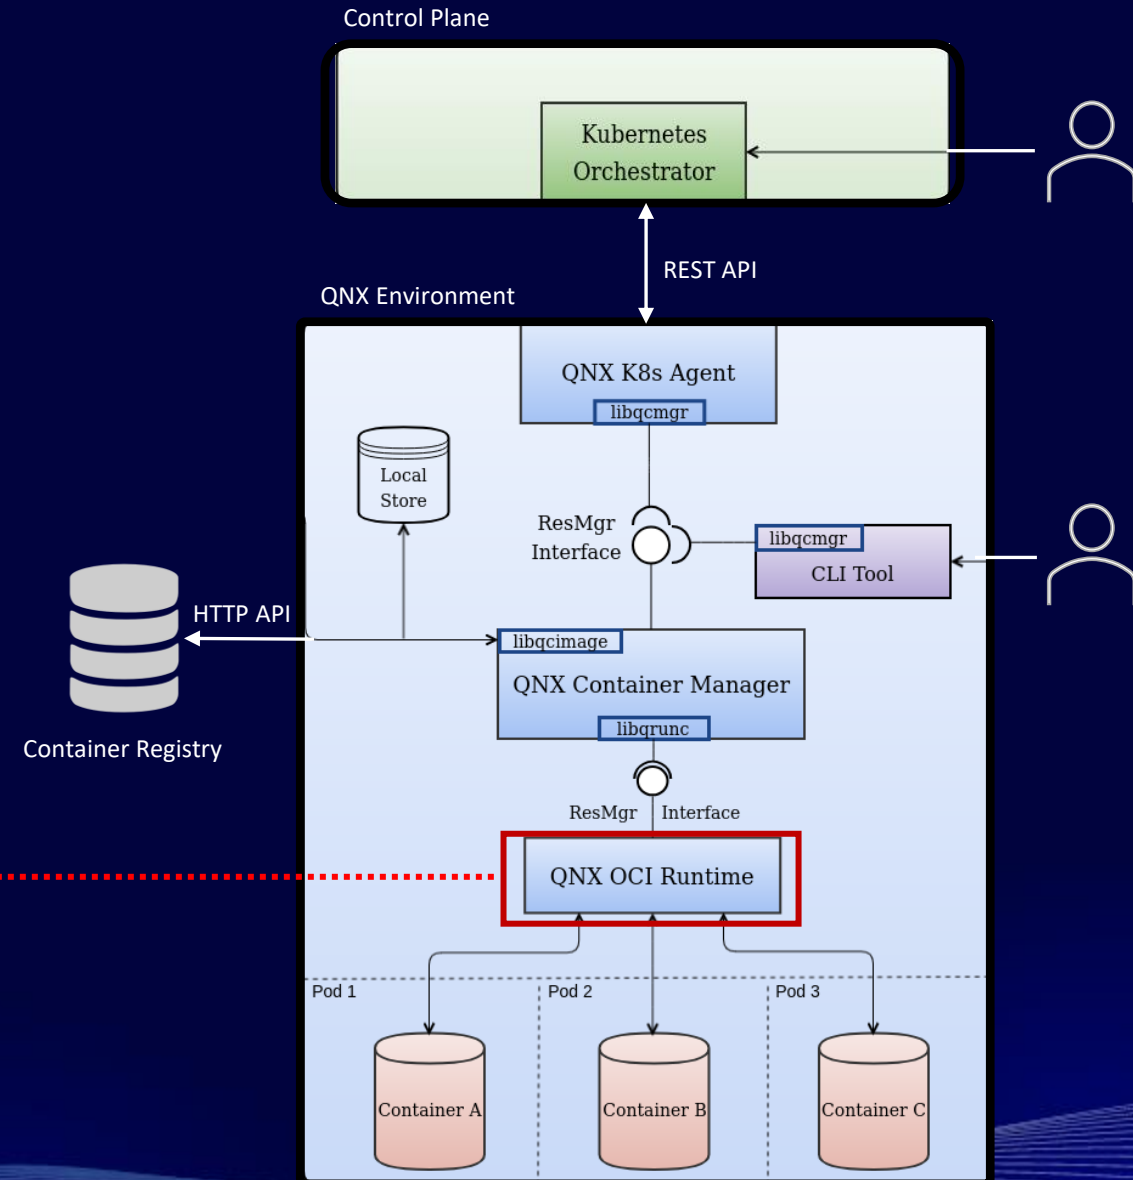 Control Plane
Kubernetes
Orchestrator
REST API
QNX Environment
QNX K8s Agent
libqcmgr
Local
Store
ResMgr
Interface
libqcmgr
CLI Tool
HTTP API
libqcimage
QNX Container Manager
libqrunc
Container Registry
ResMgr Interface
QNX OCI Runtime
Pod 1
Pod 2
Pod 3
Container A
Container B
Container C